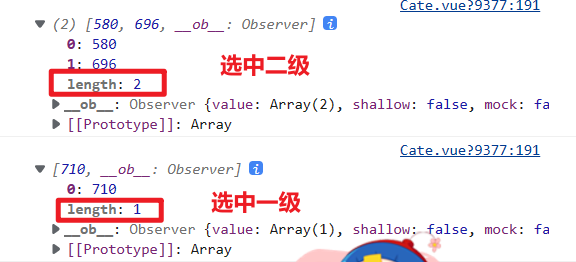 Cate.vue?9377:191
▼ (2) [580, 696, __ob__: Observer] i
0: 580
1: 696
length: 2
选中二级
▶ __ob__: Observer {value: Array(2), shallow: false, mock: fa
▶ [[Prototype]]: Array
Cate.vue?9377:191
▼ [710, __ob__: Observer] i
0: 710
length: 1
选中一级
▶ __ob__: Observer {value: Array(1), shallow: false, mock: fa
▶ [[Prototype]]: Array